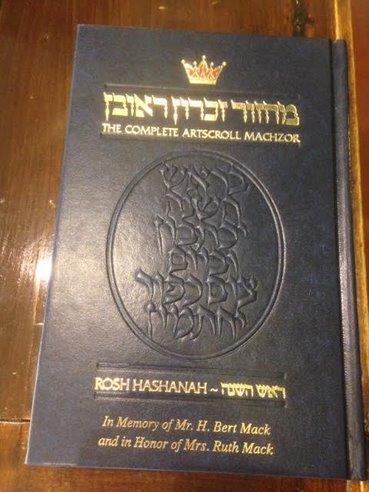 מחזור זכרון ראובן
THE COMPLETE ARTSCROLL MACHZOR
ROSH HASHANAH ~ ראש השנה
In Memory of Mr. H. Bert Mack
and in Honor of Mrs. Ruth Mack